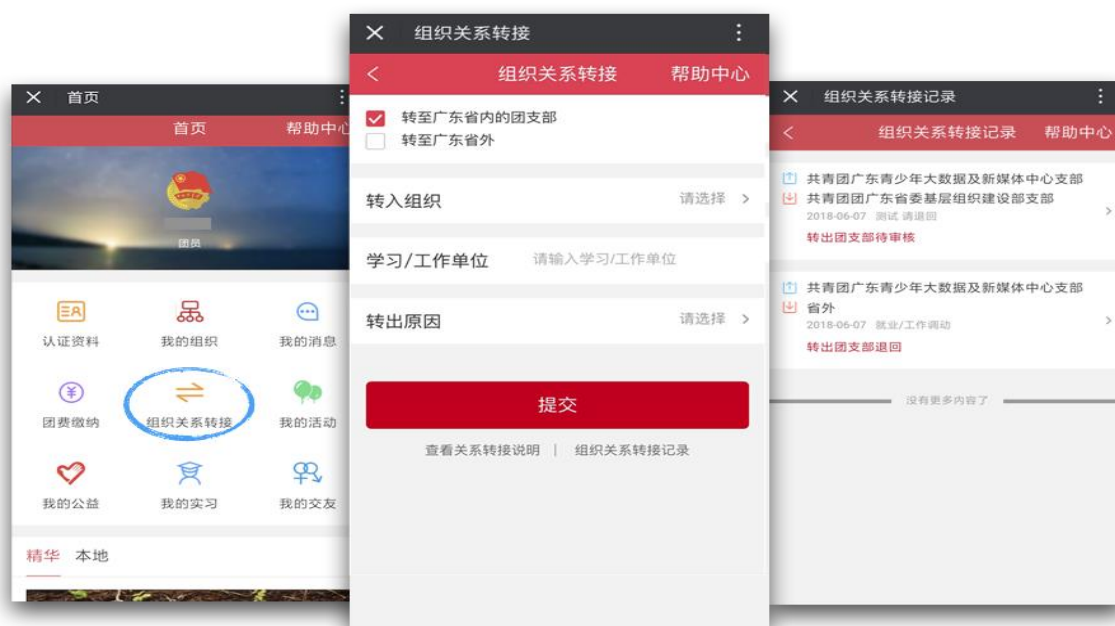 首页
首页 帮助中心
团员
认证资料 我的组织 我的消息
团费缴纳 组织关系转接 我的活动
我的公益 我的实习 我的交友
精华 本地
组织关系转接
组织关系转接 帮助中心
转至广东省内的团支部
转至广东省外
转入组织 请选择
学习/工作单位 请输入学习/工作单位
转出原因 请选择
提交
查看关系转接说明 | 组织关系转接记录
组织关系转接记录
组织关系转接记录 帮助中心
共青团广东青少年大数据及新媒体中心支部
共青团团广东省委基层组织建设部支部
2018-06-07 测试 请退回
转出团支部待审核
共青团广东青少年大数据及新媒体中心支部
省外
2018-06-07 就业/工作调动
转出团支部退回
没有更多内容了